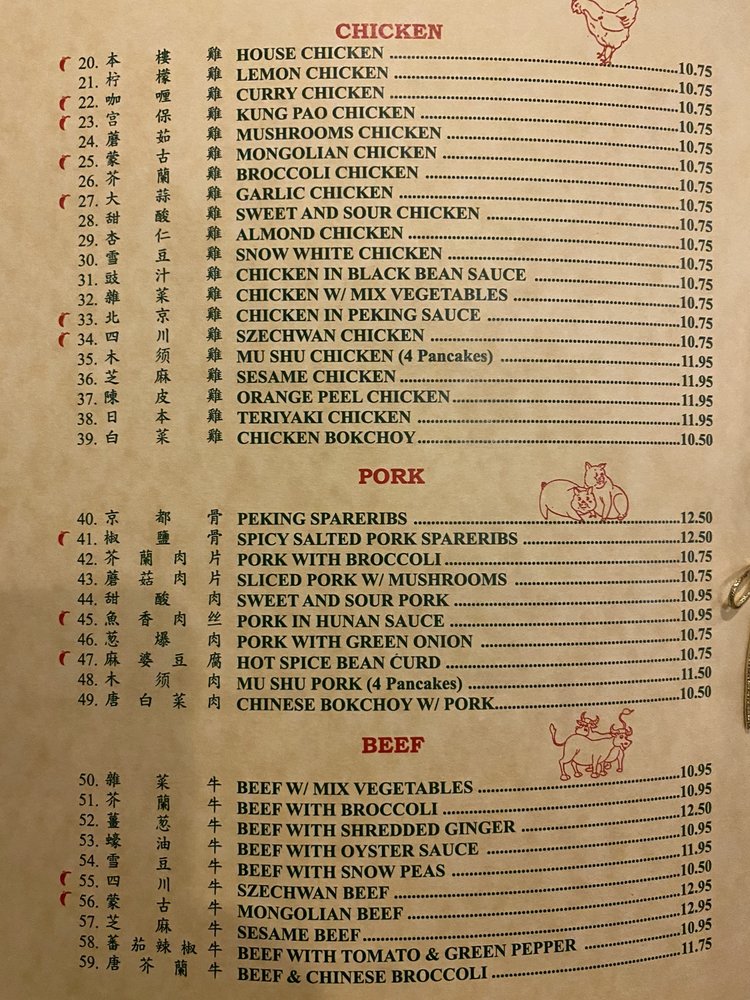 CHICKEN
20. 本樓雞 HOUSE CHICKEN ........ 10.75
21. 柠檬雞 LEMON CHICKEN ........ 10.75
22. 咖喱雞 CURRY CHICKEN ........ 10.75
23. 宫保雞 KUNG PAO CHICKEN ........ 10.75
24. 蘑茹雞 MUSHROOMS CHICKEN ........ 10.75
25. 蒙古雞 MONGOLIAN CHICKEN ........ 10.75
26. 芥蘭雞 BROCCOLI CHICKEN ........ 10.75
27. 大蒜雞 GARLIC CHICKEN ........ 10.75
28. 甜酸雞 SWEET AND SOUR CHICKEN ........ 10.75
29. 杏仁雞 ALMOND CHICKEN ........ 10.75
30. 雪豆雞 SNOW WHITE CHICKEN ........ 10.75
31. 豉汁雞 CHICKEN IN BLACK BEAN SAUCE ........ 10.75
32. 雜菜雞 CHICKEN W/ MIX VEGETABLES ........ 10.75
33. 北京雞 CHICKEN IN PEKING SAUCE ........ 10.75
34. 四川雞 SZECHWAN CHICKEN ........ 10.75
35. 木须雞 MU SHU CHICKEN (4 Pancakes) ........ 11.95
36. 芝麻雞 SESAME CHICKEN ........ 11.95
37. 陳皮雞 ORANGE PEEL CHICKEN ........ 11.95
38. 日本雞 TERIYAKI CHICKEN ........ 11.95
39. 白菜雞 CHICKEN BOKCHOY ........ 10.50
PORK
40. 京都骨 PEKING SPARERIBS ........ 12.50
41. 椒鹽骨 SPICY SALTED PORK SPARERIBS ........ 12.50
42. 芥蘭肉片 PORK WITH BROCCOLI ........ 10.75
43. 蘑菇肉片 SLICED PORK W/ MUSHROOMS ........ 10.75
44. 甜酸肉 SWEET AND SOUR PORK ........ 10.95
45. 魚香肉丝 PORK IN HUNAN SAUCE ........ 10.95
46. 葱爆肉 PORK WITH GREEN ONION ........ 10.75
47. 麻婆豆腐 HOT SPICE BEAN CURD ........ 10.75
48. 木须肉 MU SHU PORK (4 Pancakes) ........ 11.50
49. 唐白菜肉 CHINESE BOKCHOY W/ PORK ........ 10.50
BEEF
50. 雜菜牛 BEEF W/ MIX VEGETABLES ........ 10.95
51. 芥蘭牛 BEEF WITH BROCCOLI ........ 10.95
52. 薑葱牛 BEEF WITH SHREDDED GINGER ........ 12.50
53. 蠔油牛 BEEF WITH OYSTER SAUCE ........ 10.95
54. 雪豆牛 BEEF WITH SNOW PEAS ........ 11.95
55. 四川牛 SZECHWAN BEEF ........ 10.50
56. 蒙古牛 MONGOLIAN BEEF ........ 12.95
57. 芝麻牛 SESAME BEEF ........ 12.95
58. 蕃茄辣椒牛 BEEF WITH TOMATO & GREEN PEPPER ........ 10.95
59. 唐芥蘭牛 BEEF & CHINESE BROCCOLI ........ 11.75